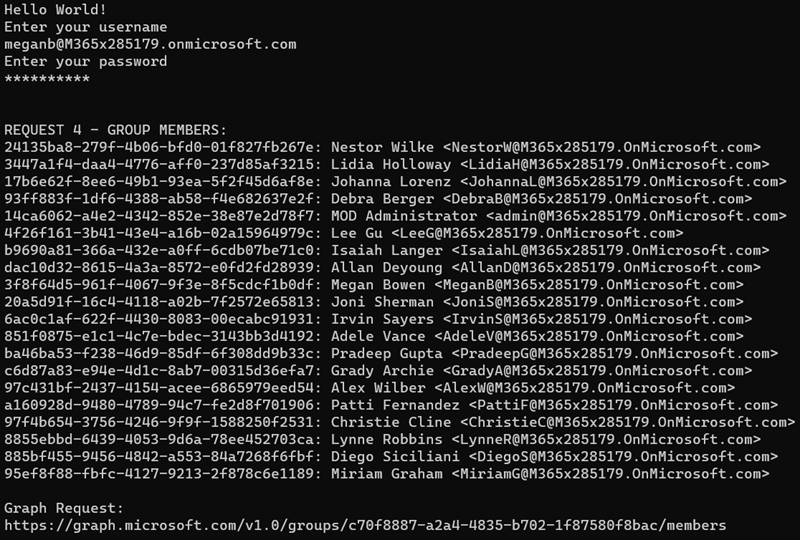 Hello World!
Enter your username
meganb@M365x285179.onmicrosoft.com
Enter your password
**********
REQUEST 4 - GROUP MEMBERS:
24135ba8-279f-4b06-bfd0-01f827fb267e: Nestor Wilke <NestorW@M365x285179.OnMicrosoft.com>
3447a1f4-daa4-4776-aff0-237d85af3215: Lidia Holloway <LidiaH@M365x285179.OnMicrosoft.com>
17b6e62f-8ee6-49b1-93ea-5f2f45d6af8e: Johanna Lorenz <JohannaL@M365x285179.OnMicrosoft.com>
93ff883f-1df6-4388-ab58-f4e682637e2f: Debra Berger <DebraB@M365x285179.OnMicrosoft.com>
14ca6062-a4e2-4342-852e-38e87e2d78f7: MOD Administrator <admin@M365x285179.OnMicrosoft.com>
4f26f161-3b41-43e4-a16b-02a15964979c: Lee Gu <LeeG@M365x285179.OnMicrosoft.com>
b9690a81-366a-432e-a0ff-6cdb07be71c0: Isaiah Langer <IsaiahL@M365x285179.OnMicrosoft.com>
dac10d32-8615-4a3a-8572-e0fd2fd28939: Allan Deyoung <AllanD@M365x285179.OnMicrosoft.com>
3f8f64d5-961f-4067-9f3e-8f5cdcf1b0df: Megan Bowen <MeganB@M365x285179.OnMicrosoft.com>
20a5d91f-16c4-4118-a02b-7f2572e65813: Joni Sherman <JoniS@M365x285179.OnMicrosoft.com>
6ac0c1af-622f-4430-8083-00ecabc91931: Irvin Sayers <IrvinS@M365x285179.OnMicrosoft.com>
851f0875-e1c1-4c7e-bdec-3143bb3d4192: Adele Vance <AdeleV@M365x285179.OnMicrosoft.com>
ba46ba53-f238-46d9-85df-6f308dd9b33c: Pradeep Gupta <PradeepG@M365x285179.OnMicrosoft.com>
c6d87a83-e94e-4d1c-8ab7-00315d36efa7: Grady Archie <GradyA@M365x285179.OnMicrosoft.com>
97c431bf-2437-4154-acee-6865979eed54: Alex Wilber <AlexW@M365x285179.OnMicrosoft.com>
a160928d-9480-4789-94c7-fe2d8f701906: Patti Fernandez <PattiF@M365x285179.OnMicrosoft.com>
97f4b654-3756-4246-9f9f-1588250f2531: Christie Cline <ChristieC@M365x285179.OnMicrosoft.com>
8855ebbd-6439-4053-9d6a-78ee452703ca: Lynne Robbins <LynneR@M365x285179.OnMicrosoft.com>
885bf455-9456-4842-a553-84a7268f6fbf: Diego Siciliani <DiegoS@M365x285179.OnMicrosoft.com>
95ef8f88-fbfc-4127-9213-2f878c6e1189: Miriam Graham <MiriamG@M365x285179.OnMicrosoft.com>
Graph Request:
https://graph.microsoft.com/v1.0/groups/c70f8887-a2a4-4835-b702-1f87580f8bac/members